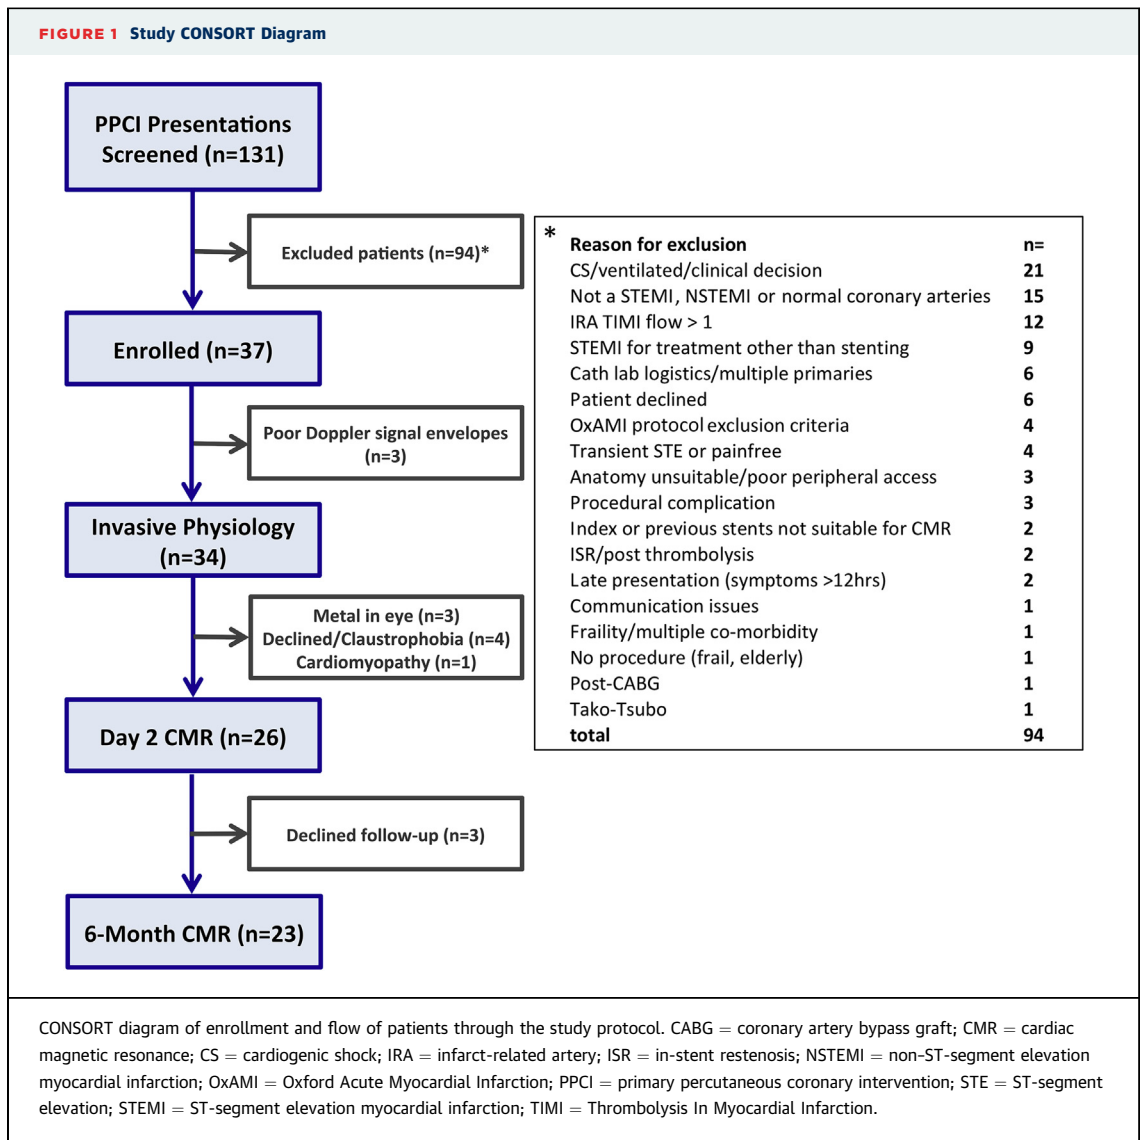 FIGURE 1 Study CONSORT Diagram
PPCI Presentations
Screened (n=131)
Excluded patients (n=94)*
Enrolled (n=37)
Poor Doppler signal envelopes
(n=3)
Invasive Physiology
(n=34)
Metal in eye (n=3)
Declined/Claustrophobia (n=4)
Cardiomyopathy (n=1)
Day 2 CMR (n=26)
Declined follow-up (n=3)
6-Month CMR (n=23)
* Reason for exclusion n=
CS/ventilated/clinical decision 21
Not a STEMI, NSTEMI or normal coronary arteries 15
IRA TIMI flow > 1 12
STEMI for treatment other than stenting 9
Cath lab logistics/multiple primaries 6
Patient declined 6
OxAMI protocol exclusion criteria 4
Transient STE or painfree 4
Anatomy unsuitable/poor peripheral access 3
Procedural complication 3
Index or previous stents not suitable for CMR 2
ISR/post thrombolysis 2
Late presentation (symptoms >12hrs) 2
Communication issues 1
Fraility/multiple co-morbidity 1
No procedure (frail, elderly) 1
Post-CABG 1
Tako-Tsubo 1
total 94
CONSORT diagram of enrollment and flow of patients through the study protocol. CABG = coronary artery bypass graft; CMR = cardiac
magnetic resonance; CS = cardiogenic shock; IRA = infarct-related artery; ISR = in-stent restenosis; NSTEMI = non–ST-segment elevation
myocardial infarction; OxAMI = Oxford Acute Myocardial Infarction; PPCI = primary percutaneous coronary intervention; STE = ST-segment
elevation; STEMI = ST-segment elevation myocardial infarction; TIMI = Thrombolysis In Myocardial Infarction.